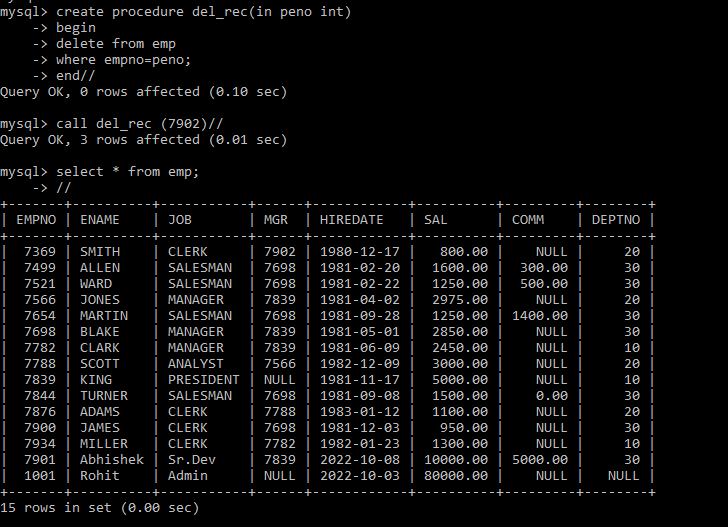 mysql> create procedure del_rec(in peno int)
    -> begin
    -> delete from emp
    -> where empno=peno;
    -> end//
Query OK, 0 rows affected (0.10 sec)

mysql> call del_rec (7902)//
Query OK, 3 rows affected (0.01 sec)

mysql> select * from emp;
    -> //
+-------+----------+-----------+------+------------+----------+---------+--------+
| EMPNO | ENAME    | JOB       | MGR  | HIREDATE   | SAL      | COMM    | DEPTNO |
+-------+----------+-----------+------+------------+----------+---------+--------+
|  7369 | SMITH    | CLERK     | 7902 | 1980-12-17 |   800.00 |    NULL |     20 |
|  7499 | ALLEN    | SALESMAN  | 7698 | 1981-02-20 |  1600.00 |  300.00 |     30 |
|  7521 | WARD     | SALESMAN  | 7698 | 1981-02-22 |  1250.00 |  500.00 |     30 |
|  7566 | JONES    | MANAGER   | 7839 | 1981-04-02 |  2975.00 |    NULL |     20 |
|  7654 | MARTIN   | SALESMAN  | 7698 | 1981-09-28 |  1250.00 | 1400.00 |     30 |
|  7698 | BLAKE    | MANAGER   | 7839 | 1981-05-01 |  2850.00 |    NULL |     30 |
|  7782 | CLARK    | MANAGER   | 7839 | 1981-06-09 |  2450.00 |    NULL |     10 |
|  7788 | SCOTT    | ANALYST   | 7566 | 1982-12-09 |  3000.00 |    NULL |     20 |
|  7839 | KING     | PRESIDENT | NULL | 1981-11-17 |  5000.00 |    NULL |     10 |
|  7844 | TURNER   | SALESMAN  | 7698 | 1981-09-08 |  1500.00 |    0.00 |     30 |
|  7876 | ADAMS    | CLERK     | 7788 | 1983-01-12 |  1100.00 |    NULL |     20 |
|  7900 | JAMES    | CLERK     | 7698 | 1981-12-03 |   950.00 |    NULL |     30 |
|  7934 | MILLER   | CLERK     | 7782 | 1982-01-23 |  1300.00 |    NULL |     10 |
|  7901 | Abhishek | Sr.Dev    | 7839 | 2022-10-08 | 10000.00 | 5000.00 |     30 |
|  1001 | Rohit    | Admin     | NULL | 2022-10-03 | 80000.00 |    NULL |   NULL |
+-------+----------+-----------+------+------------+----------+---------+--------+
15 rows in set (0.00 sec)